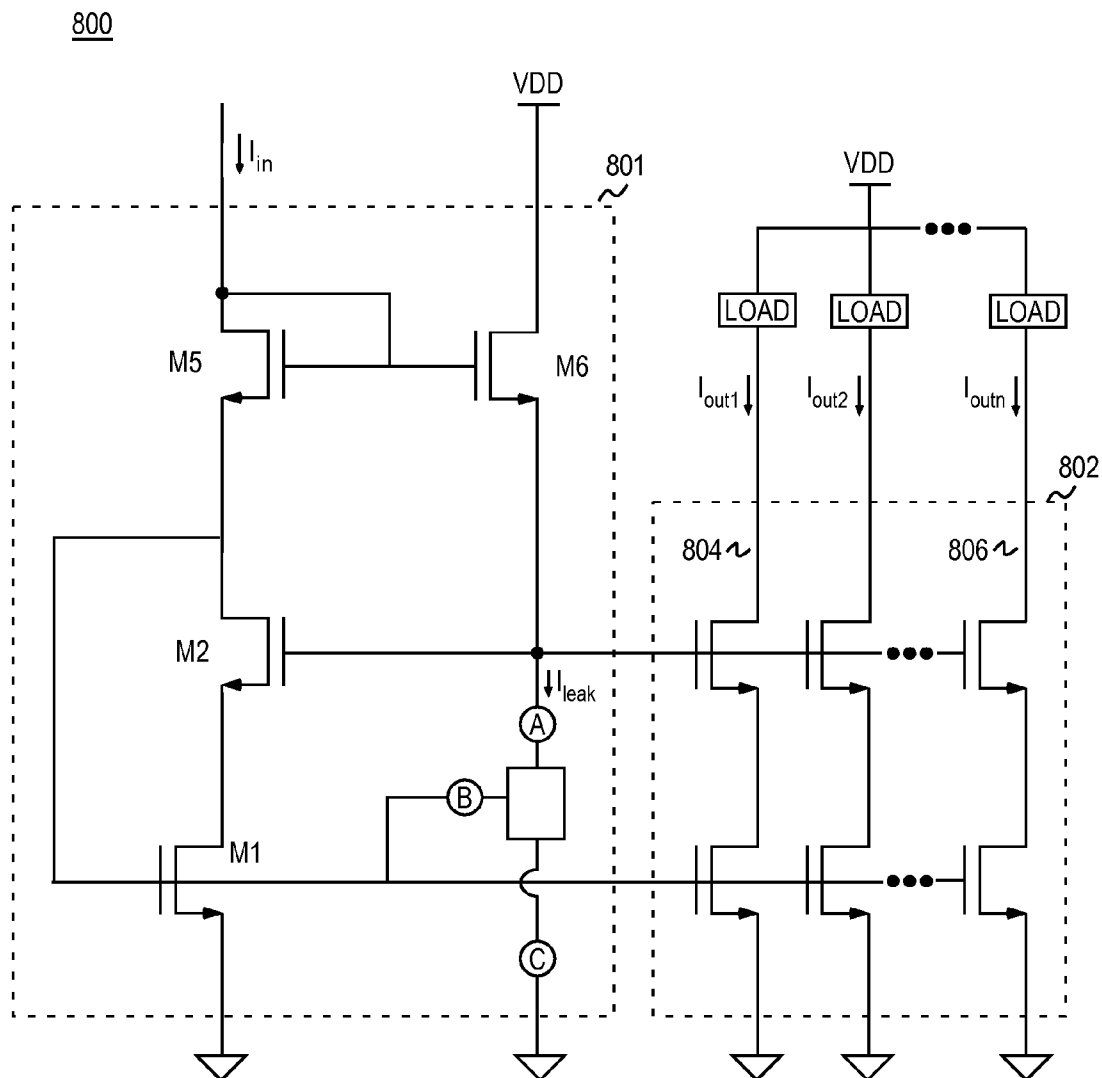 800
VDD
I_in
801
VDD
LOAD
LOAD
LOAD
M5
M6
I_out1
I_out2
I_outn
802
804
806
M2
I_leak
A
B
M1
C